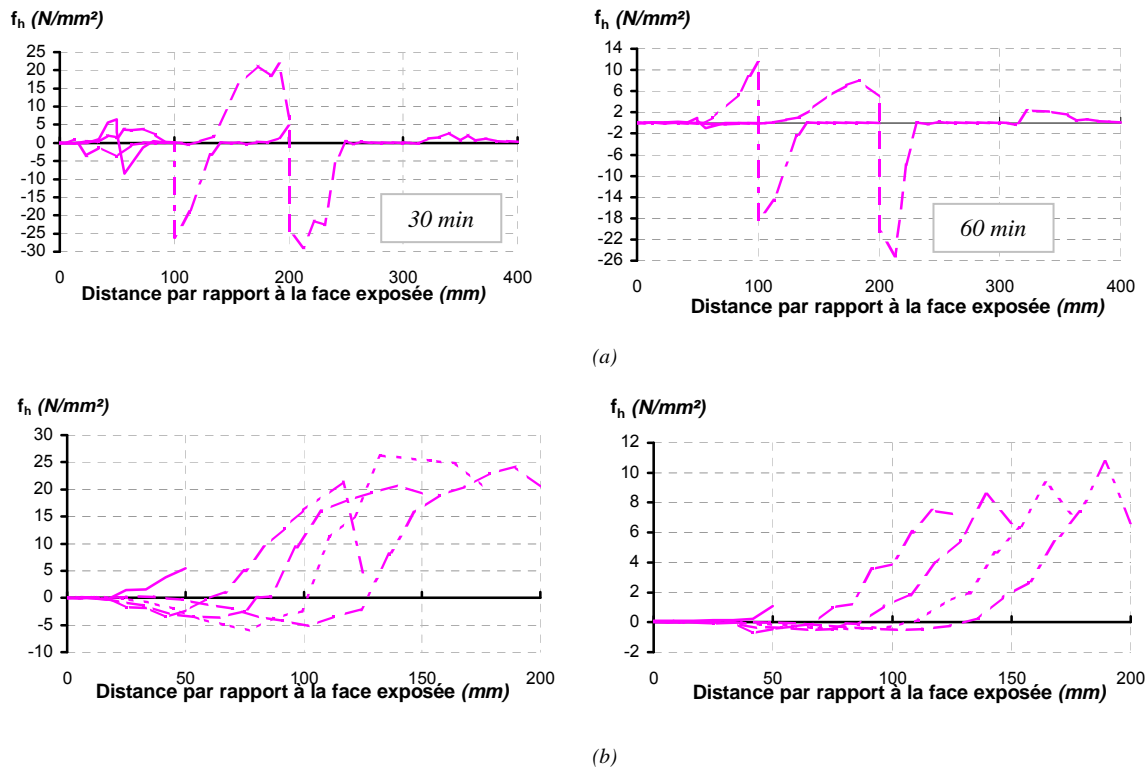 f_h (N/mm²)
25
20
15
10
5
0
-5
-10
-15
-20
-25
-30
0 100 200 300 400
30 min
Distance par rapport à la face exposée (mm)
f_h (N/mm²)
14
10
6
2
-2
-6
-10
-14
-18
-22
-26
0 100 200 300 400
60 min
Distance par rapport à la face exposée (mm)
(a)
f_h (N/mm²)
30
25
20
15
10
5
0
-5
-10
0 50 100 150 200
Distance par rapport à la face exposée (mm)
f_h (N/mm²)
12
10
8
6
4
2
0
-2
0 50 100 150 200
Distance par rapport à la face exposée (mm)
(b)